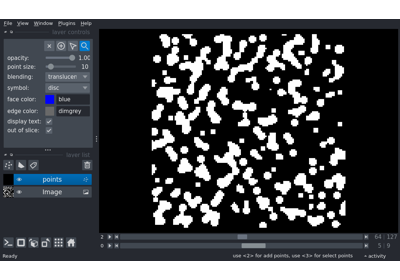 File View Window Plugins Help
layer controls
opacity: 1.00
point size: 10
blending: translucen
symbol: disc
face color: blue
edge color: dimgrey
display text:
out of slice:
layer list
points
Image
2 64 127
0 5 9
Ready use <2> for add points, use <3> for select points activity